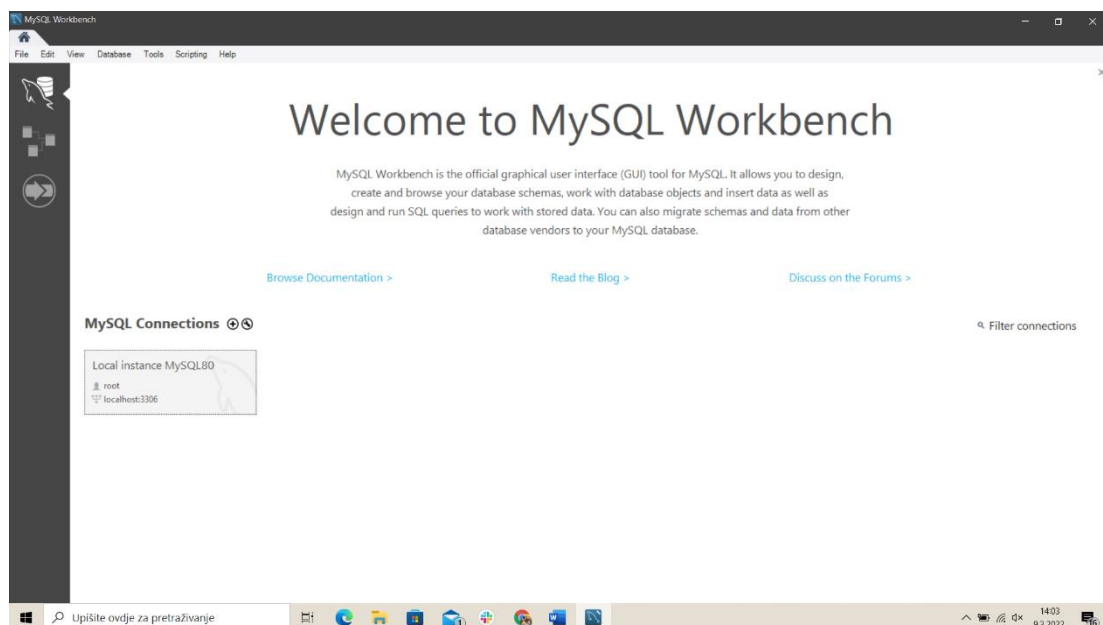 MySQL Workbench
File Edit View Database Tools Scripting Help
Welcome to MySQL Workbench
MySQL Workbench is the official graphical user interface (GUI) tool for MySQL. It allows you to design,
create and browse your database schemas, work with database objects and insert data as well as
design and run SQL queries to work with stored data. You can also migrate schemas and data from other
database vendors to your MySQL database.
Browse Documentation > Read the Blog > Discuss on the Forums >
MySQL Connections
Filter connections
Local instance MySQL80
root
localhost:3306
Upišite ovdje za pretraživanje
14:03